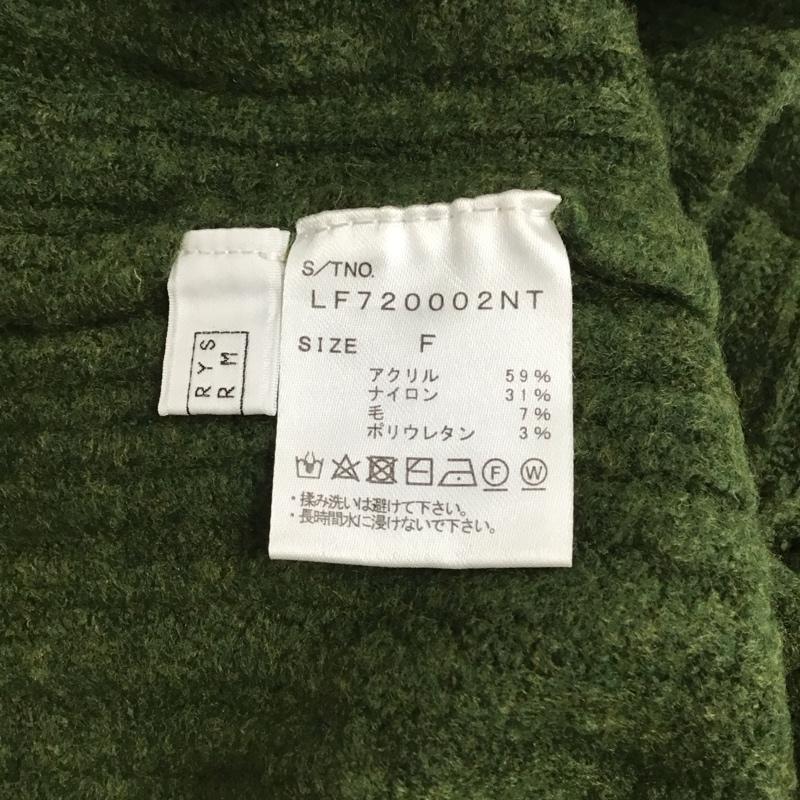 S/TNO.
LF720002NT
SIZE F
アクリル 59%
ナイロン 31%
毛 7%
ポリウレタン 3%
F W
・揉み洗いは避けて下さい。
・長時間水に浸けないで下さい。
RYS
RM